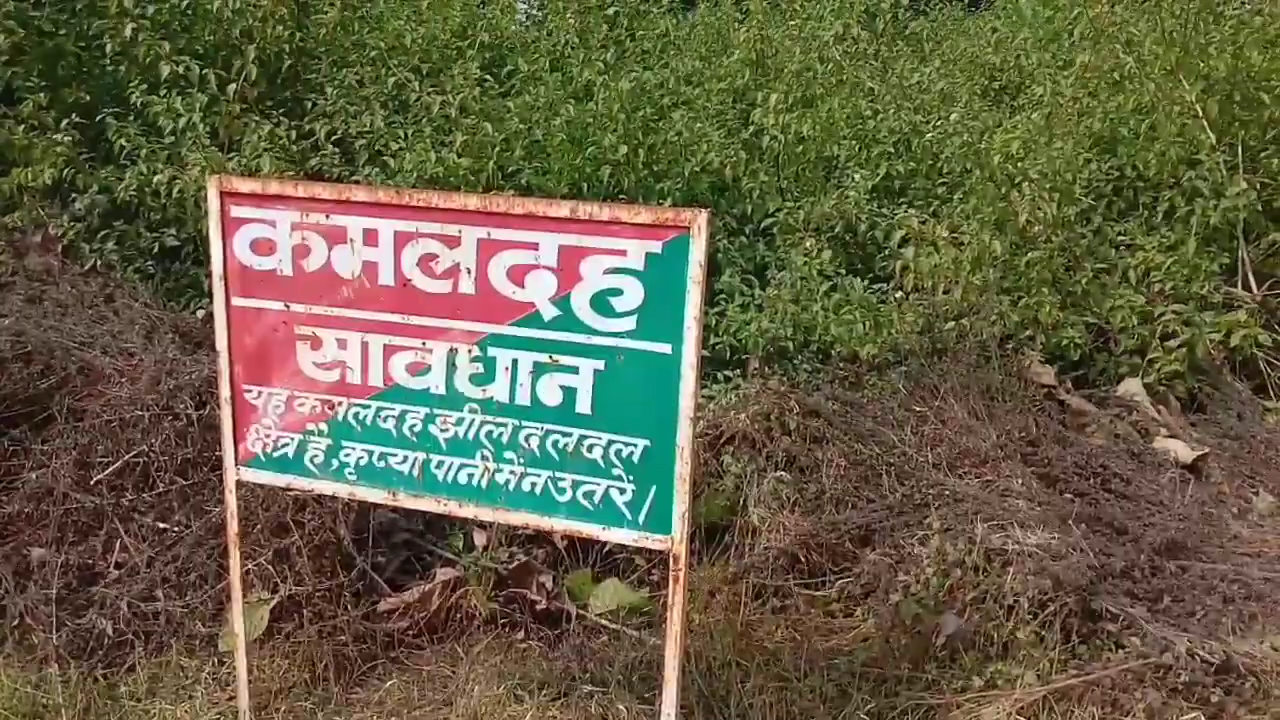 कमलदह
सावधान
यह कमलदह झील दलदल
क्षेत्र हैं, कृप्या पानी में न उतरें।